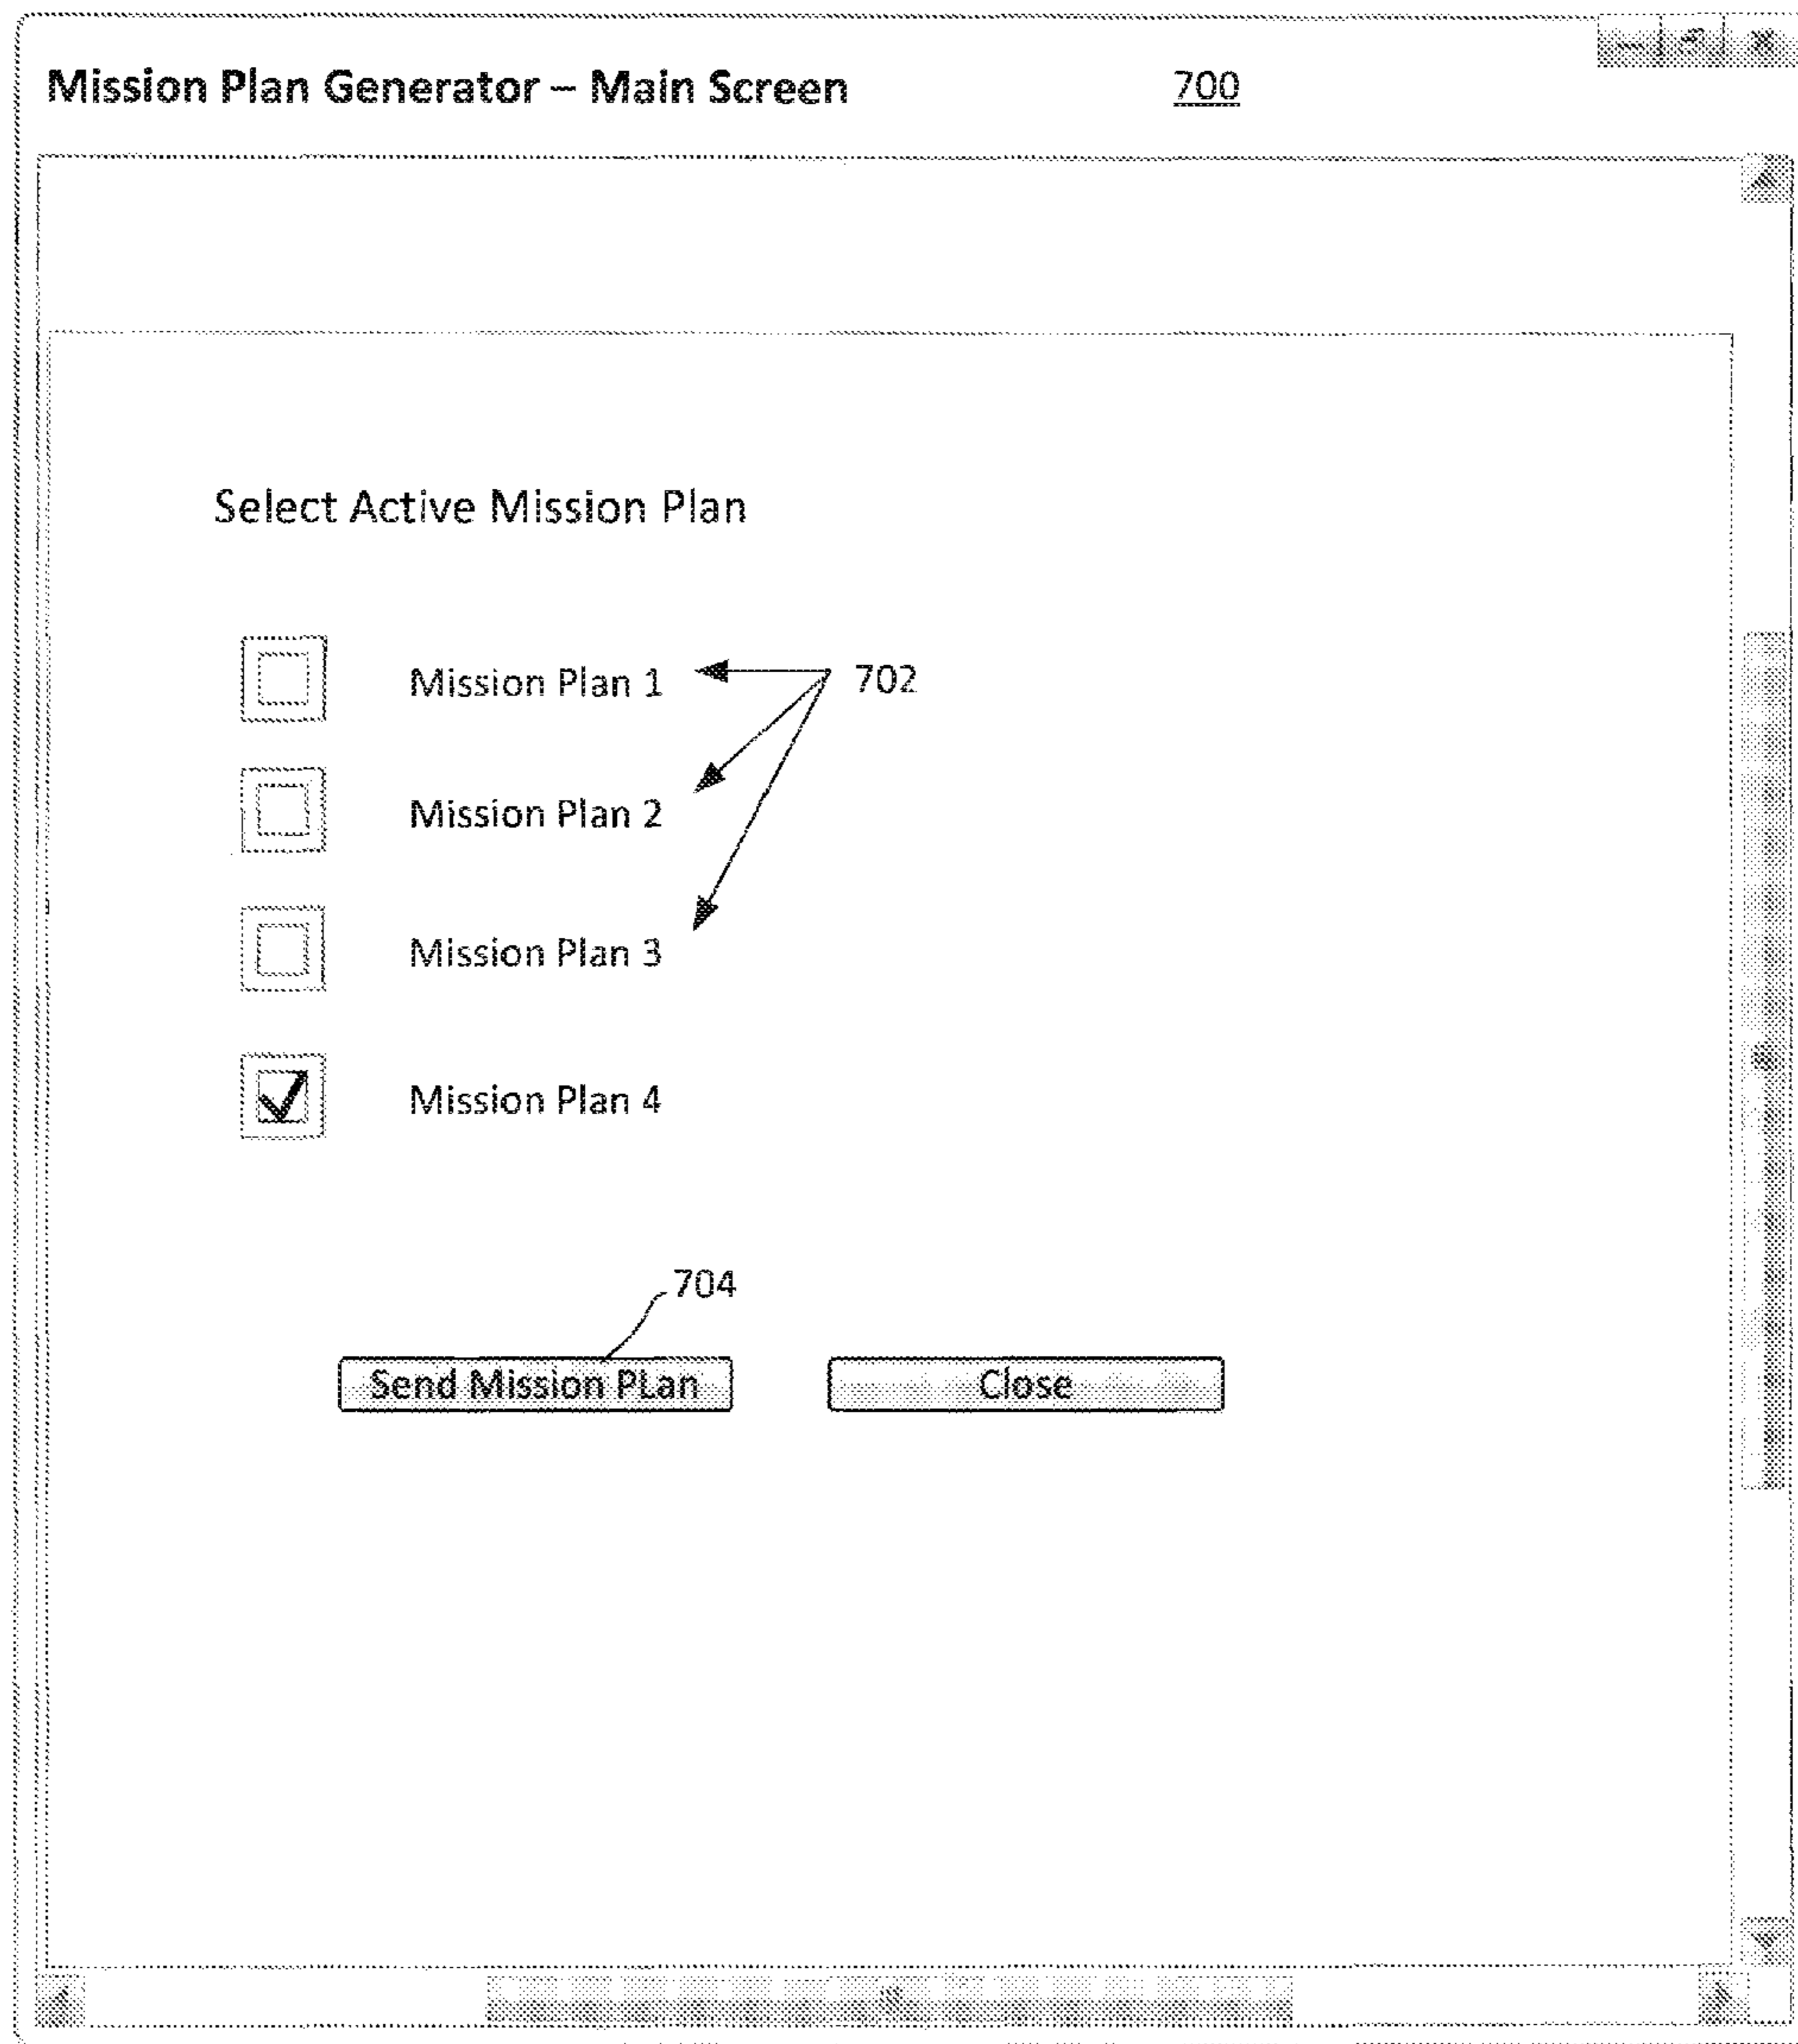 Mission Plan Generator – Main Screen 700
Select Active Mission Plan
Mission Plan 1 702
Mission Plan 2
Mission Plan 3
Mission Plan 4
704
Send Mission PLan Close